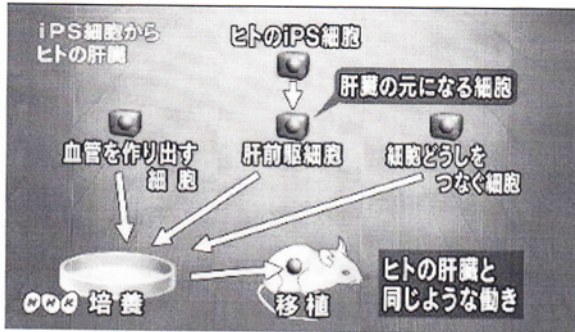 iPS細胞から
ヒトの肝臓
ヒトのiPS細胞
肝臓の元になる細胞
血管を作り出す
細胞
肝前駆細胞
細胞どうしを
つなぐ細胞
NHK 培養
移植
ヒトの肝臓と
同じような働き